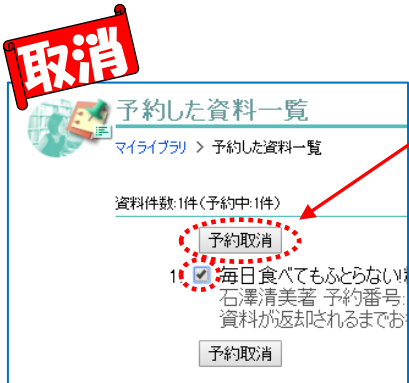 取消
予約した資料一覧
マイライブラリ > 予約した資料一覧
資料件数:1件(予約中:1件)
予約取消
1 毎日食べてもふとらない!
石澤清美著 予約番号:
資料が返却されるまでお
予約取消